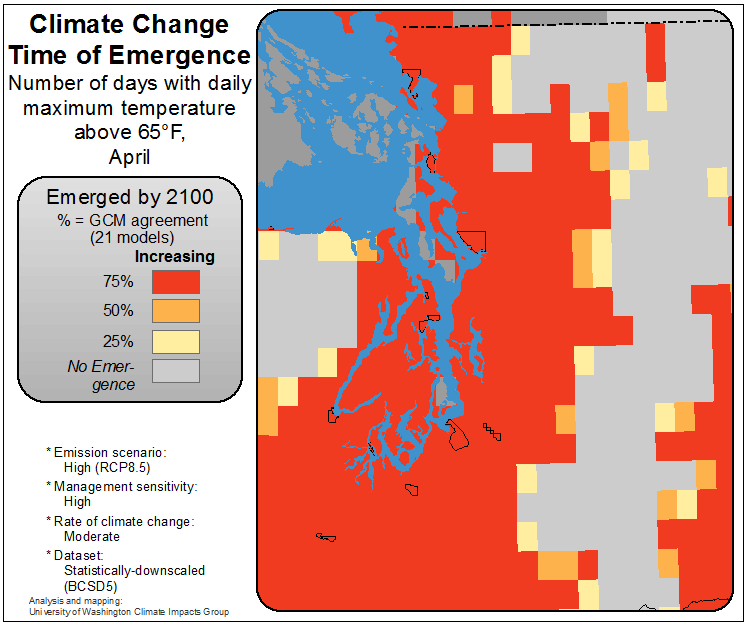 Climate Change
Time of Emergence
Number of days with daily
maximum temperature
above 65°F,
April
Emerged by 2100
% = GCM agreement
(21 models)
Increasing
75%
50%
25%
No Emer-
gence
* Emission scenario:
High (RCP8.5)
* Management sensitivity:
High
* Rate of climate change:
Moderate
* Dataset:
Statistically-downscaled
(BCSD5)
Analysis and mapping:
University of Washington Climate Impacts Group